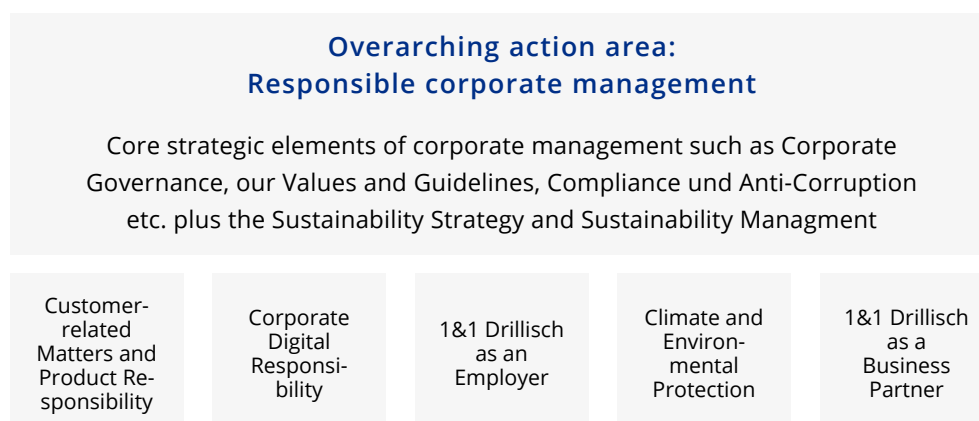 Overarching action area:
Responsible corporate management
Core strategic elements of corporate management such as Corporate
Governance, our Values and Guidelines, Compliance und Anti-Corruption
etc. plus the Sustainability Strategy and Sustainability Managment
Customer-
related
Matters and
Product Re-
sponsibility
Corporate
Digital
Responsi-
bility
1&1 Drillisch
as an
Employer
Climate and
Environ-
mental
Protection
1&1 Drillisch
as a
Business
Partner